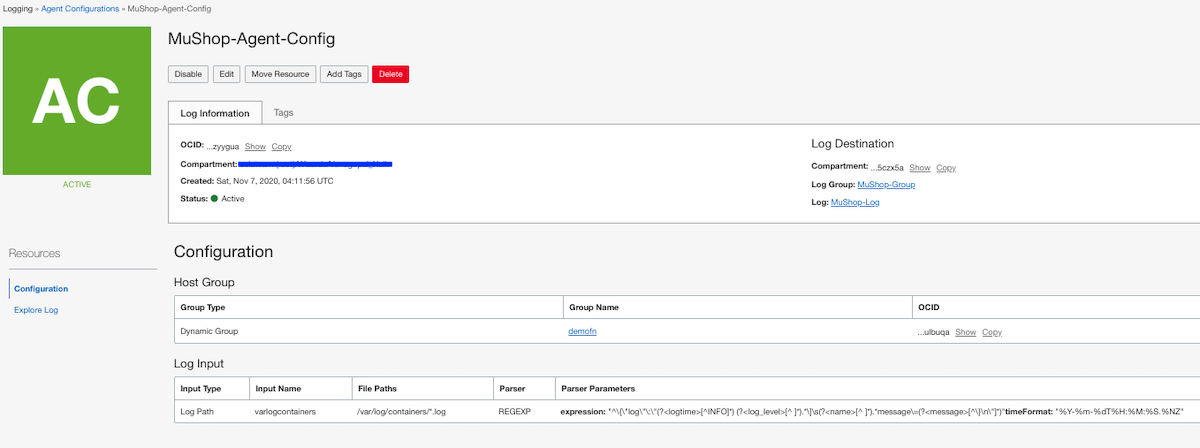 Logging » Agent Configurations » MuShop-Agent-Config
AC
ACTIVE
MuShop-Agent-Config
Disable Edit Move Resource Add Tags Delete
Log Information Tags
OCID: ...zyygua Show Copy
Compartment:
Created: Sat, Nov 7, 2020, 04:11:56 UTC
Status: Active
Log Destination
Compartment: ...5czx5a Show Copy
Log Group: MuShop-Group
Log: MuShop-Log
Resources
Configuration
Explore Log
Configuration
Host Group
Group Type Group Name OCID
Dynamic Group demofn ...ulbuqa Show Copy
Log Input
Input Type Input Name File Paths Parser Parser Parameters
Log Path varlogcontainers /var/log/containers/*.log REGEXP expression: "^\{\"log\"\:\"(?<logtime>[^INFO]*) (?<log_level>[^ ]*).*\]\s(?<name>[^ ]*).*message\=(?<message>[^\}\n\"]*)"timeFormat: "%Y-%m-%dT%H:%M:%S.%NZ"